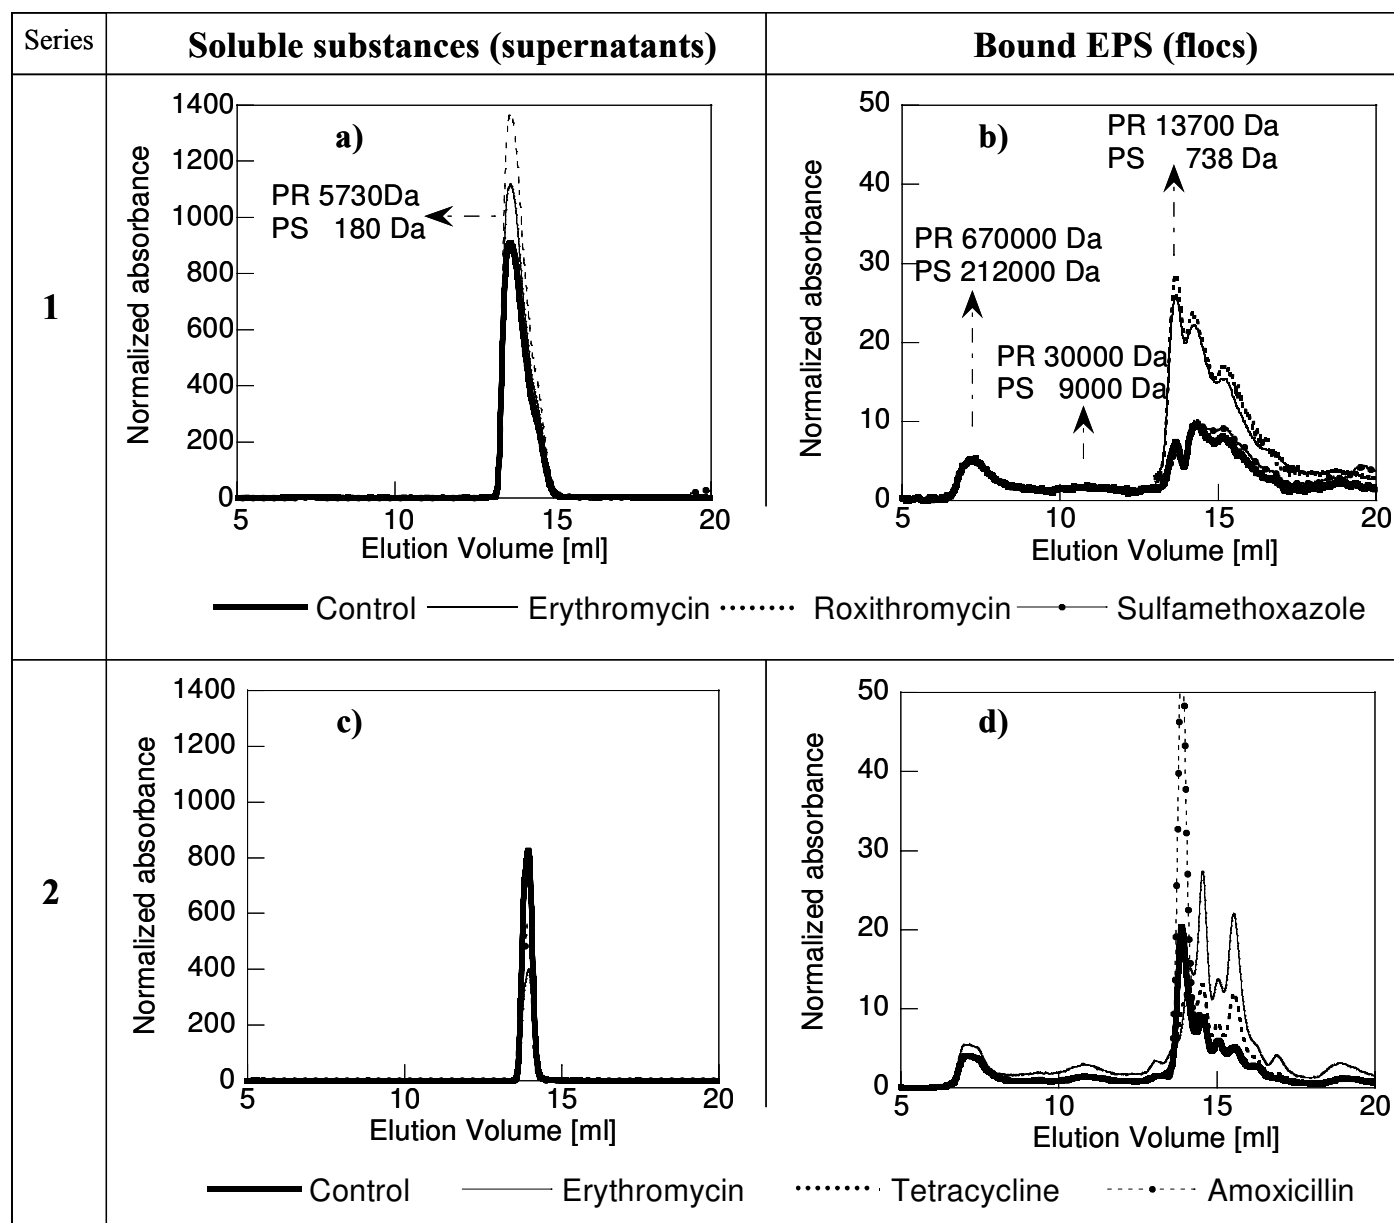 Series Soluble substances (supernatants) Bound EPS (flocs)
1
a)
Normalized absorbance
1400
1200
1000
800
600
400
200
0
PR 5730Da
PS 180 Da
5 10 15 20
Elution Volume [ml]
b)
Normalized absorbance
50
40
30
20
10
0
PR 13700 Da
PS 738 Da
PR 670000 Da
PS 212000 Da
PR 30000 Da
PS 9000 Da
5 10 15 20
Elution Volume [ml]
Control Erythromycin Roxithromycin Sulfamethoxazole
2
c)
Normalized absorbance
1400
1200
1000
800
600
400
200
0
5 10 15 20
Elution Volume [ml]
d)
Normalized absorbance
50
40
30
20
10
0
5 10 15 20
Elution Volume [ml]
Control Erythromycin Tetracycline Amoxicillin